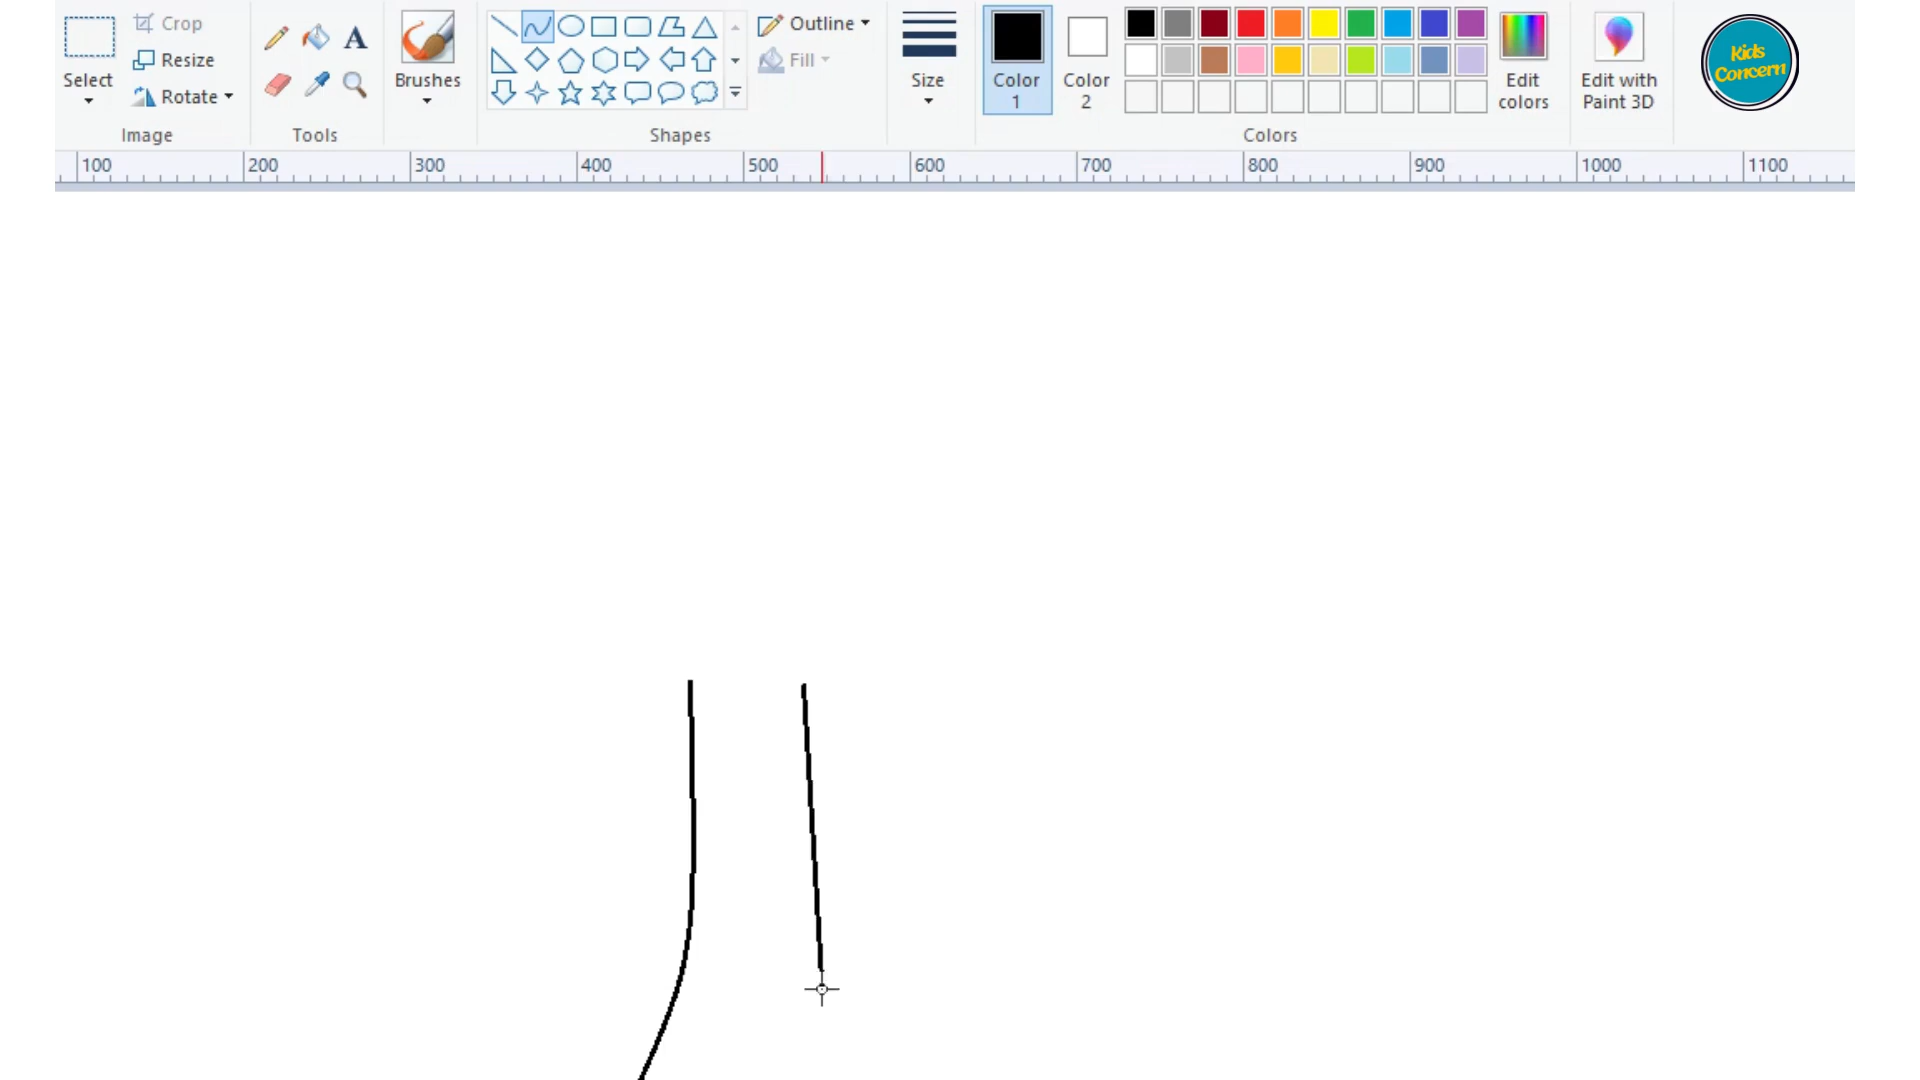 Select
Crop
Resize
Rotate
Image
A
Tools
Brushes
Shapes
Outline
Fill
Size
Color
1
Color
2
Edit
colors
Colors
Edit with
Paint 3D
Kids
Concern
100 200 300 400 500 600 700 800 900 1000 1100